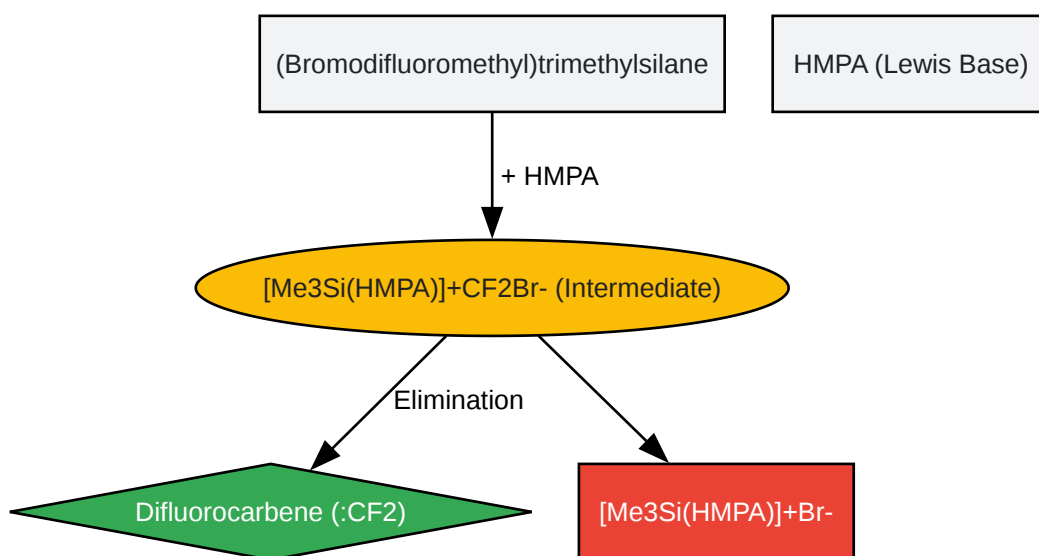 (Bromodifluoromethyl)trimethylsilane
HMPA (Lewis Base)
+ HMPA
[Me3Si(HMPA)]+CF2Br- (Intermediate)
Elimination
Difluorocarbene (:CF2)
[Me3Si(HMPA)]+Br-